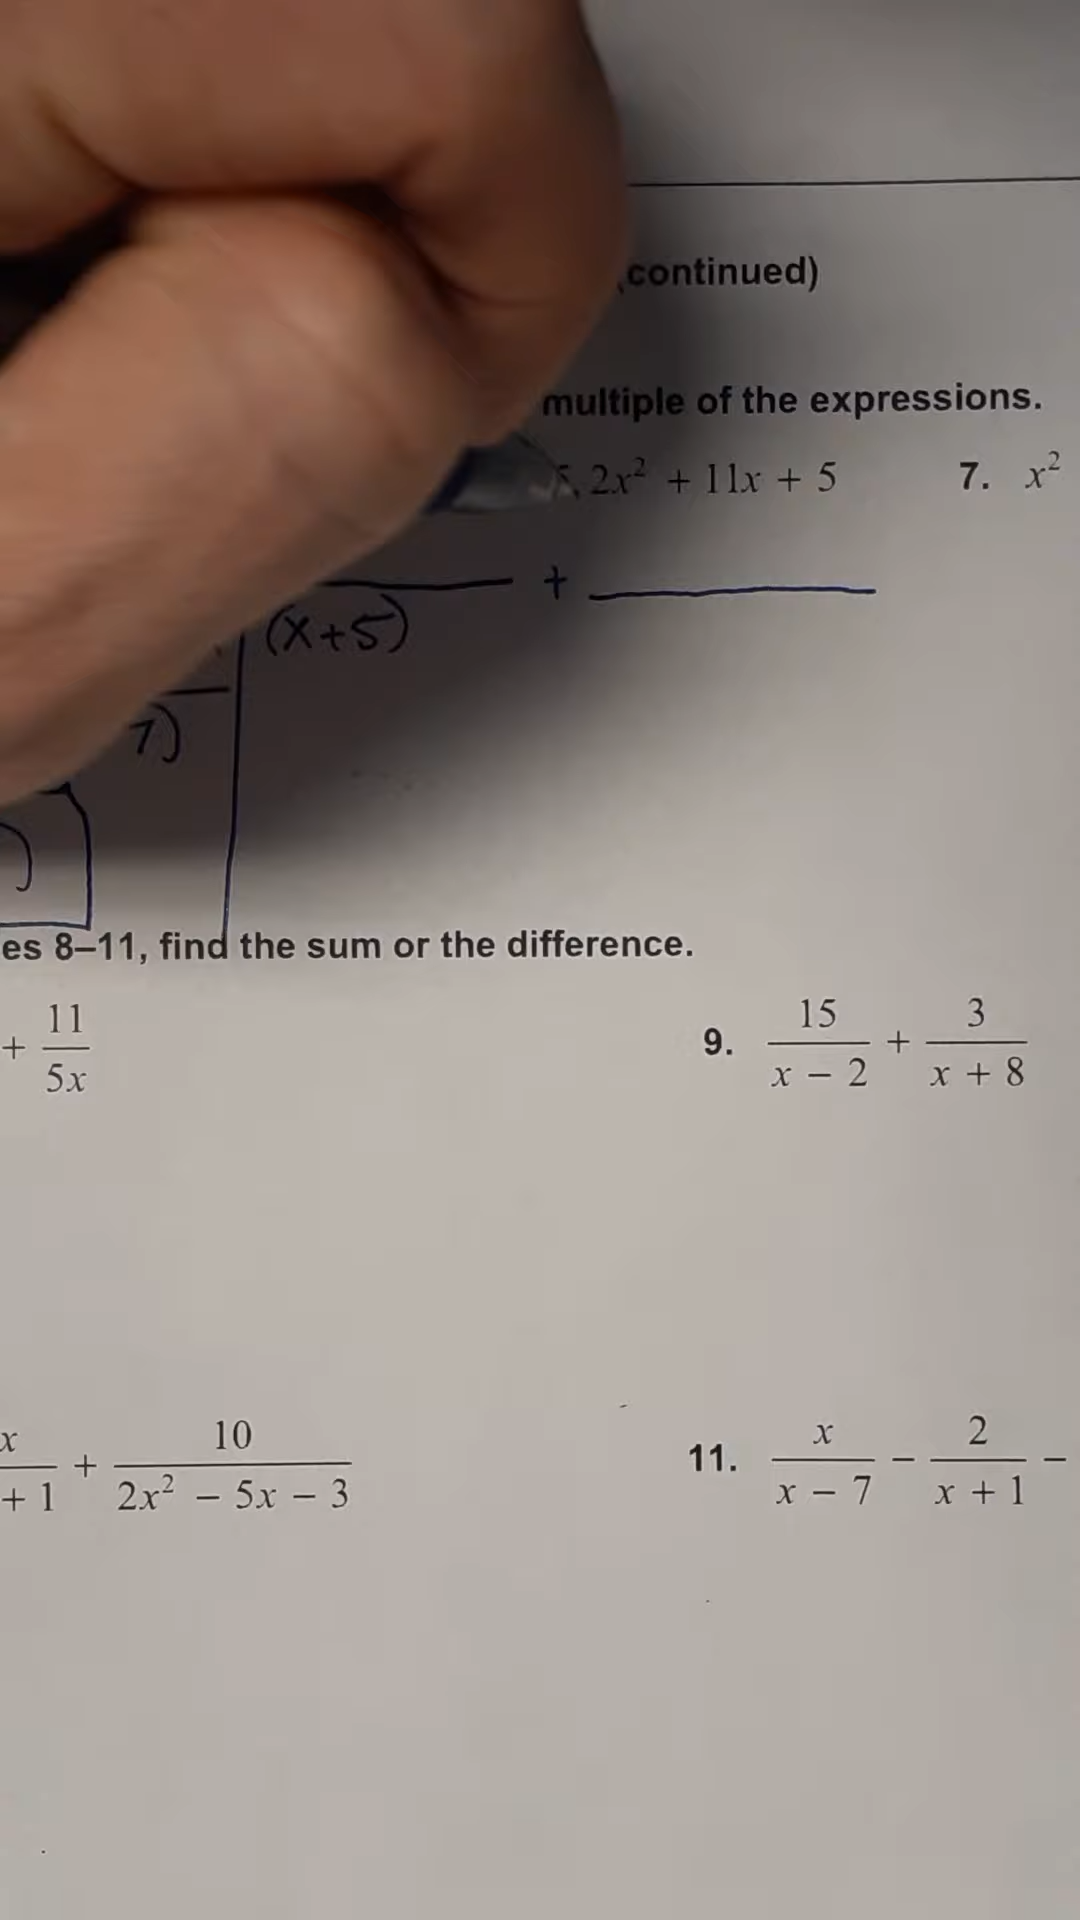 continued)
multiple of the expressions.
2x² + 11x + 5
7. x²
+
(x+5)
7)
)
es 8–11, find the sum or the difference.
+ 11/5x
9. 15/(x − 2) + 3/(x + 8)
x/+ 1 + 10/(2x² − 5x − 3)
11. x/(x − 7) − 2/(x + 1) −